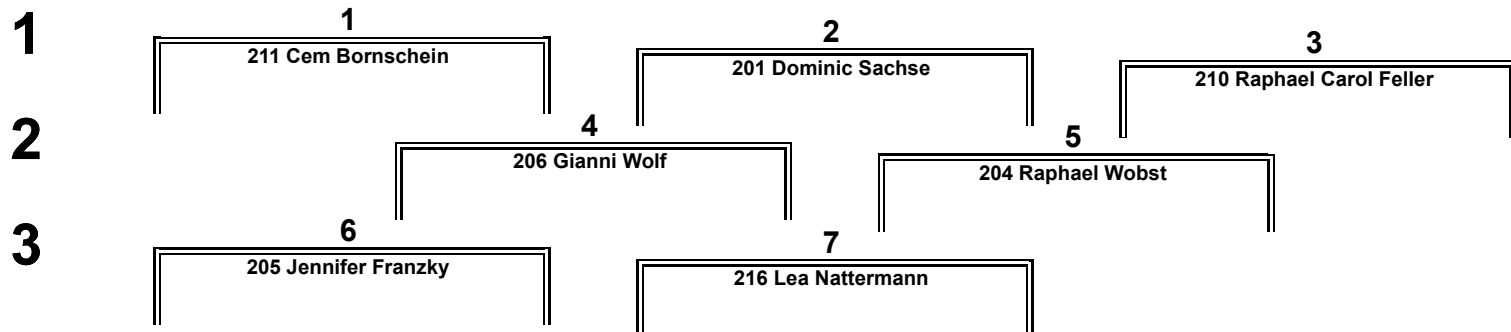 1
1
211 Cem Bornschein
2
201 Dominic Sachse
3
210 Raphael Carol Feller
2
4
206 Gianni Wolf
5
204 Raphael Wobst
3
6
205 Jennifer Franzky
7
216 Lea Nattermann